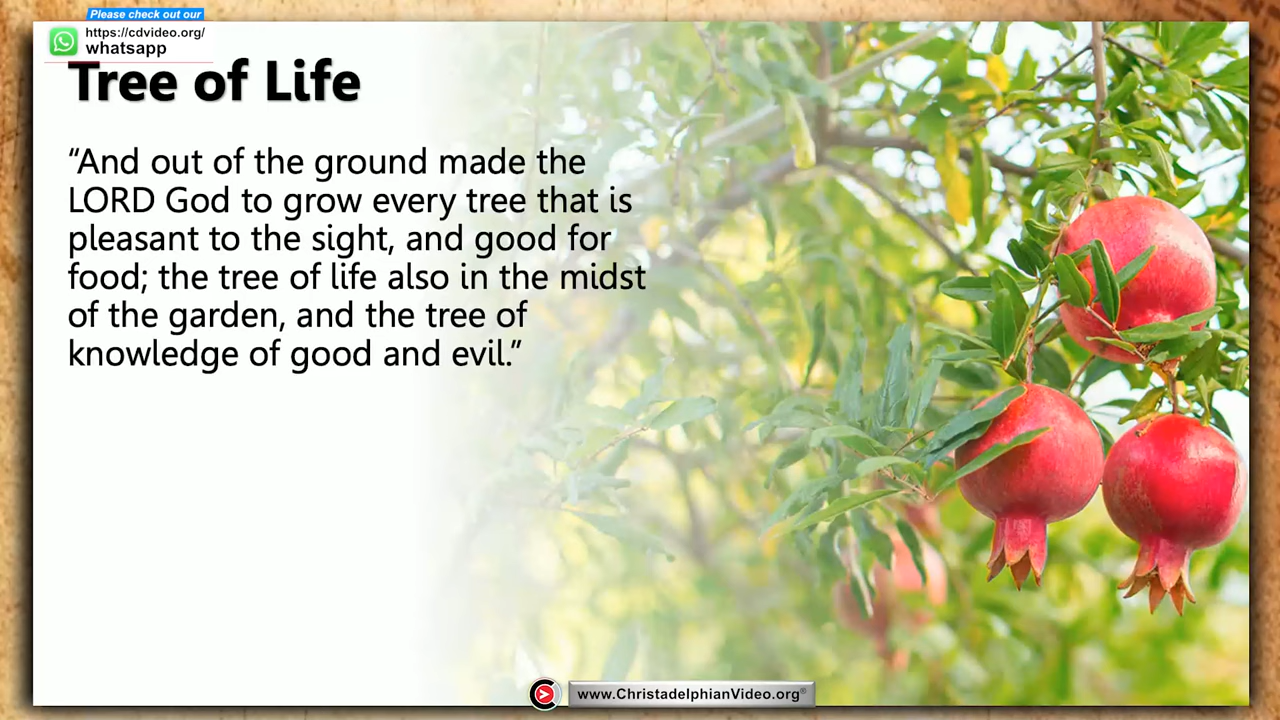 Please check out our
https://cdvideo.org/
whatsapp
Tree of Life
“And out of the ground made the
LORD God to grow every tree that is
pleasant to the sight, and good for
food; the tree of life also in the midst
of the garden, and the tree of
knowledge of good and evil.”
www.ChristadelphianVideo.org®